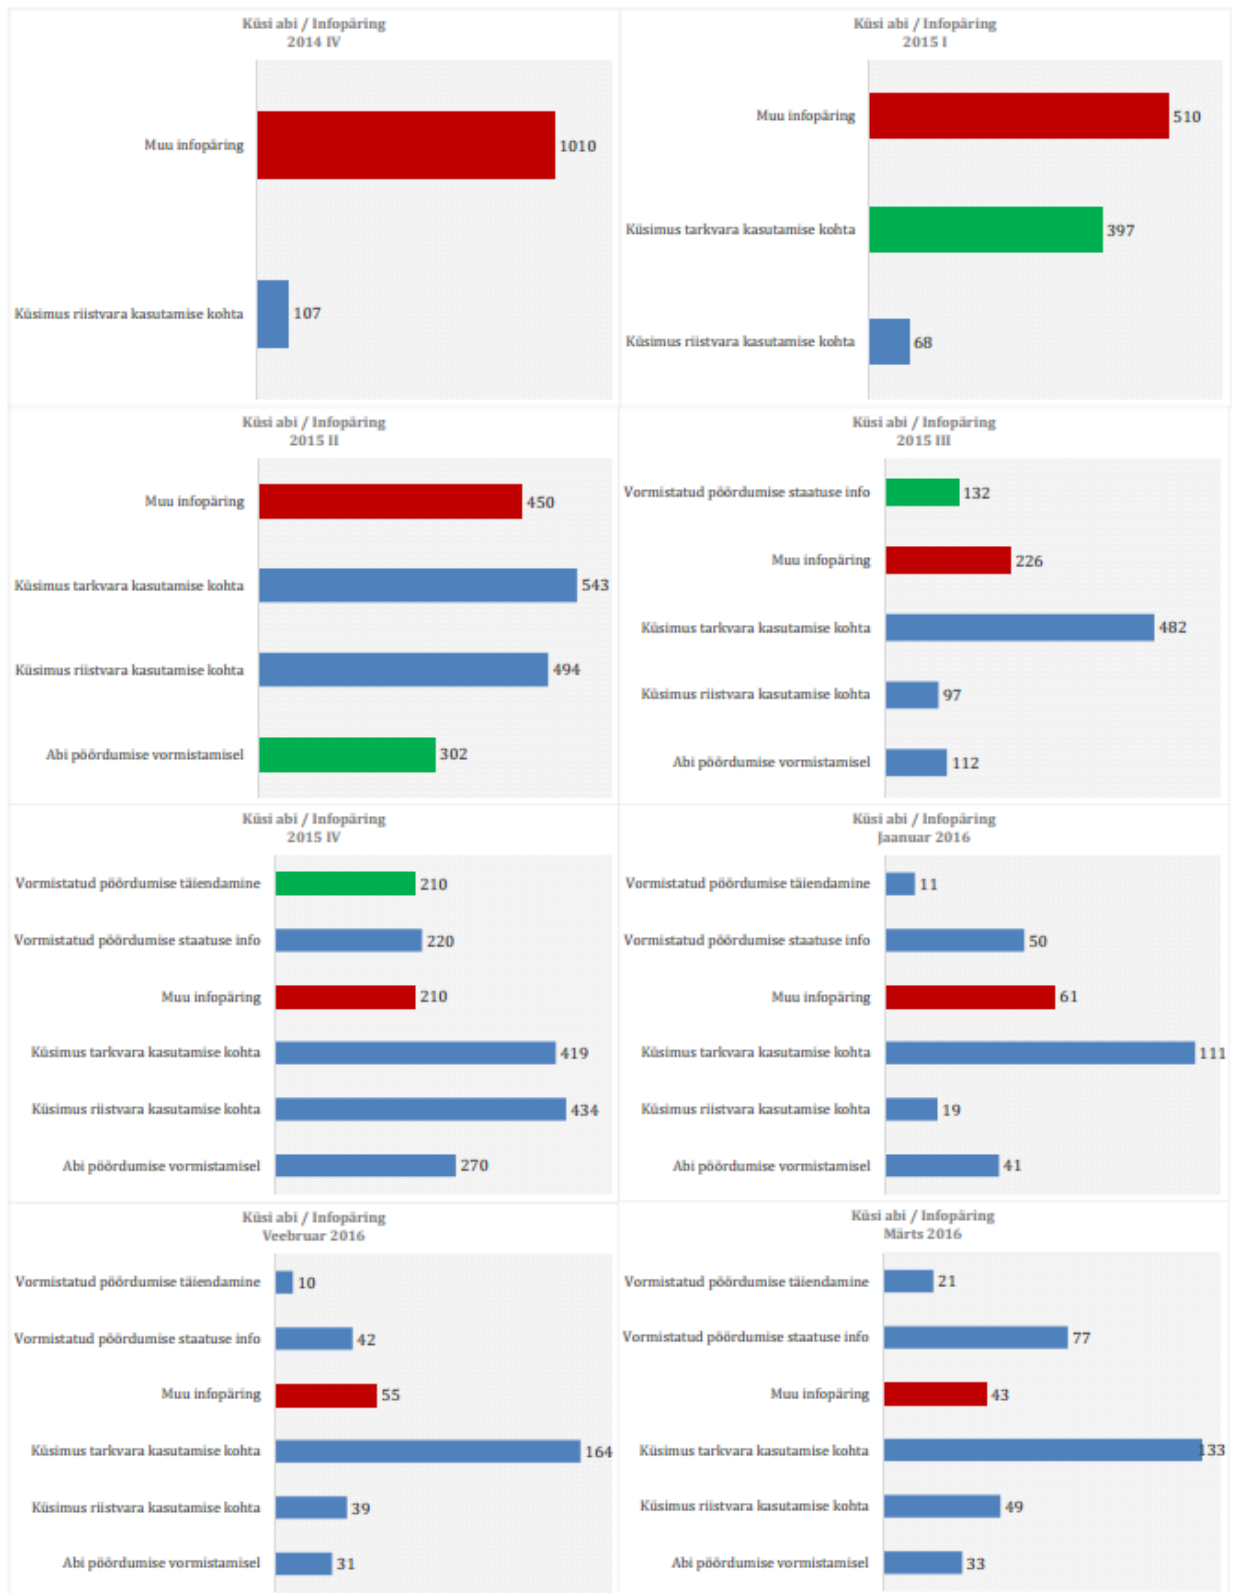 Küsi abi / Infopäring
2014 IV
Muu infopäring
1010
Küsimus riistvara kasutamise kohta
107
Küsi abi / Infopäring
2015 I
Muu infopäring
510
Küsimus tarkvara kasutamise kohta
397
Küsimus riistvara kasutamise kohta
68
Küsi abi / Infopäring
2015 II
Muu infopäring
450
Küsimus tarkvara kasutamise kohta
543
Küsimus riistvara kasutamise kohta
494
Abi pöördumise vormistamisel
302
Küsi abi / Infopäring
2015 III
Vormistatud pöördumise staatuse info
132
Muu infopäring
226
Küsimus tarkvara kasutamise kohta
482
Küsimus riistvara kasutamise kohta
97
Abi pöördumise vormistamisel
112
Küsi abi / Infopäring
2015 IV
Vormistatud pöördumise täiendamine
210
Vormistatud pöördumise staatuse info
220
Muu infopäring
210
Küsimus tarkvara kasutamise kohta
419
Küsimus riistvara kasutamise kohta
434
Abi pöördumise vormistamisel
270
Küsi abi / Infopäring
Jaanuar 2016
Vormistatud pöördumise täiendamine
11
Vormistatud pöördumise staatuse info
50
Muu infopäring
61
Küsimus tarkvara kasutamise kohta
111
Küsimus riistvara kasutamise kohta
19
Abi pöördumise vormistamisel
41
Küsi abi / Infopäring
Veebruar 2016
Vormistatud pöördumise täiendamine
10
Vormistatud pöördumise staatuse info
42
Muu infopäring
55
Küsimus tarkvara kasutamise kohta
164
Küsimus riistvara kasutamise kohta
39
Abi pöördumise vormistamisel
31
Küsi abi / Infopäring
Märts 2016
Vormistatud pöördumise täiendamine
21
Vormistatud pöördumise staatuse info
77
Muu infopäring
43
Küsimus tarkvara kasutamise kohta
133
Küsimus riistvara kasutamise kohta
49
Abi pöördumise vormistamisel
33